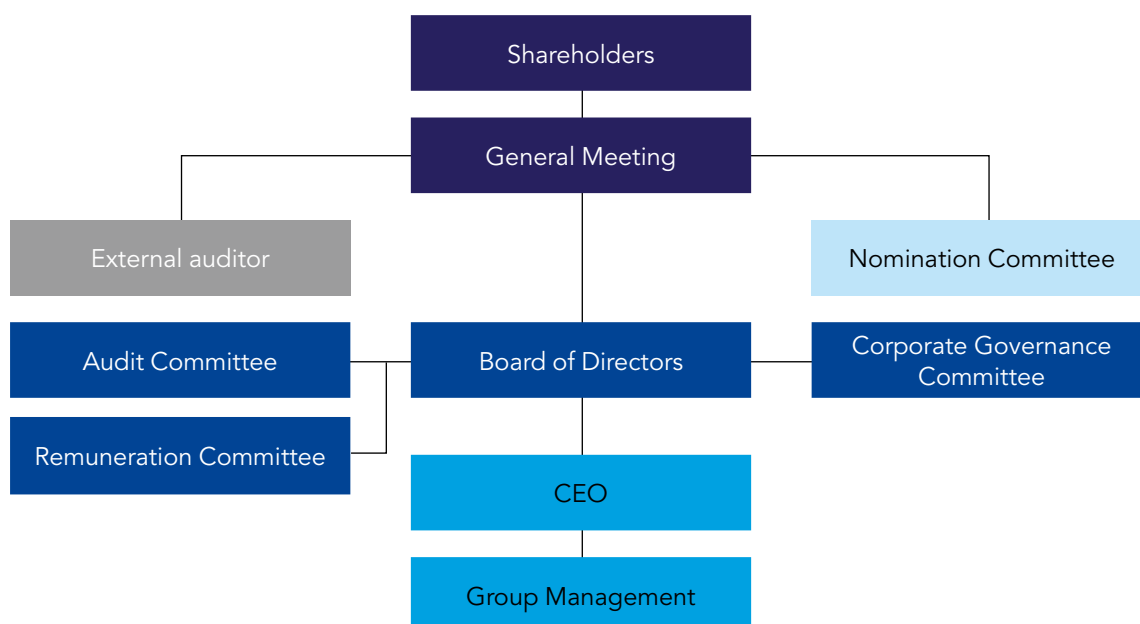 Shareholders
General Meeting
External auditor
Nomination Committee
Audit Committee
Board of Directors
Corporate Governance
Committee
Remuneration Committee
CEO
Group Management